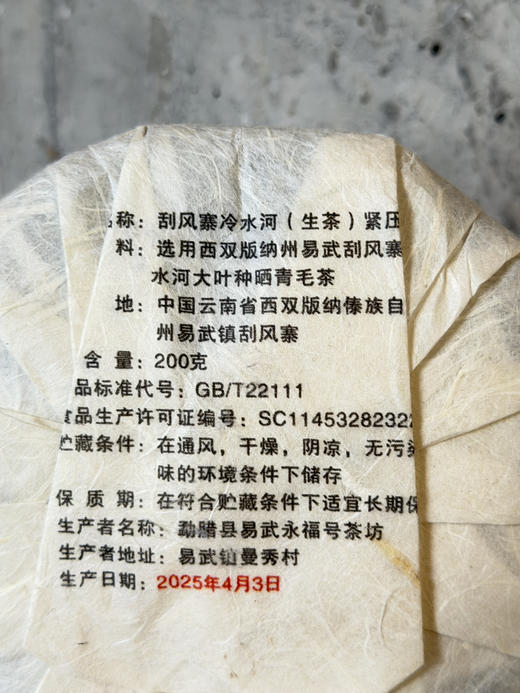 名称：刮风寨冷水河（生茶）紧压
料：选用西双版纳州易武刮风寨
水河大叶种晒青毛茶
地：中国云南省西双版纳傣族自
州易武镇刮风寨
含 量：200克
品标准代号：GB/T22111
食品生产许可证编号：SC11453282322
贮藏条件：在通风，干燥，阴凉，无污染
味的环境条件下储存
保 质 期：在符合贮藏条件下适宜长期保
生产者名称：勐腊县易武永福号茶坊
生产者地址：易武镇曼秀村
生产日期：2025年4月3日